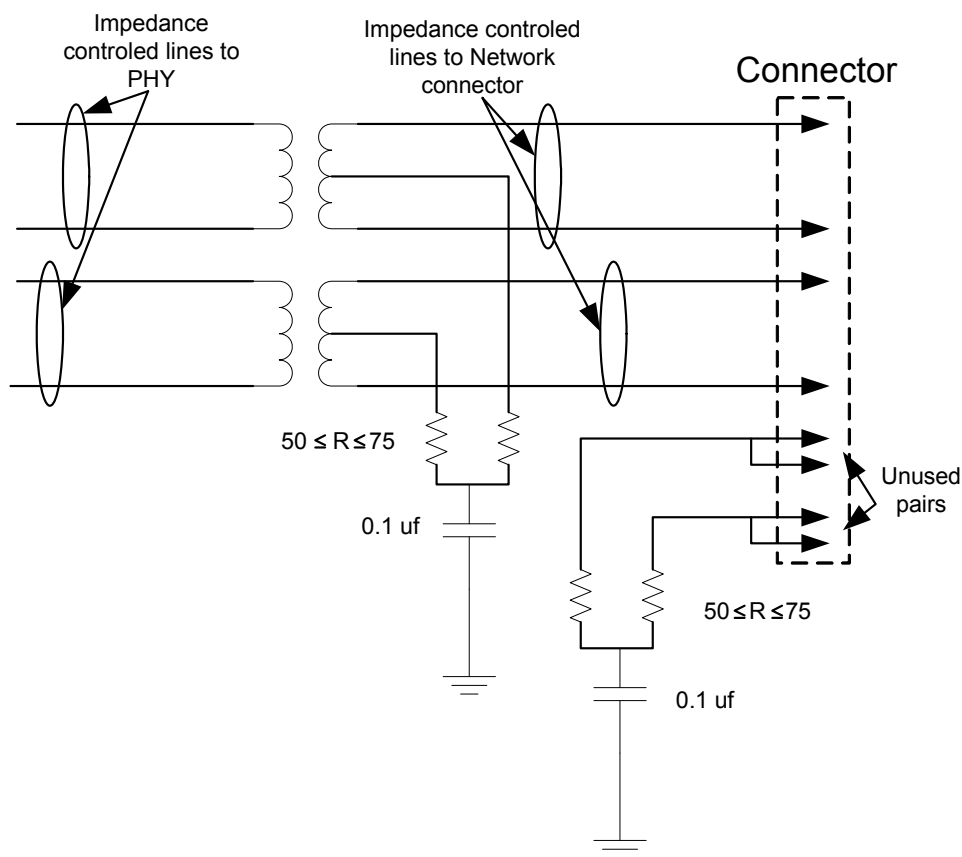 Impedance
controled lines to
PHY
Impedance controled
lines to Network
connector
Connector
50 ≤ R ≤ 75
0.1 uf
Unused
pairs
50 ≤ R ≤ 75
0.1 uf